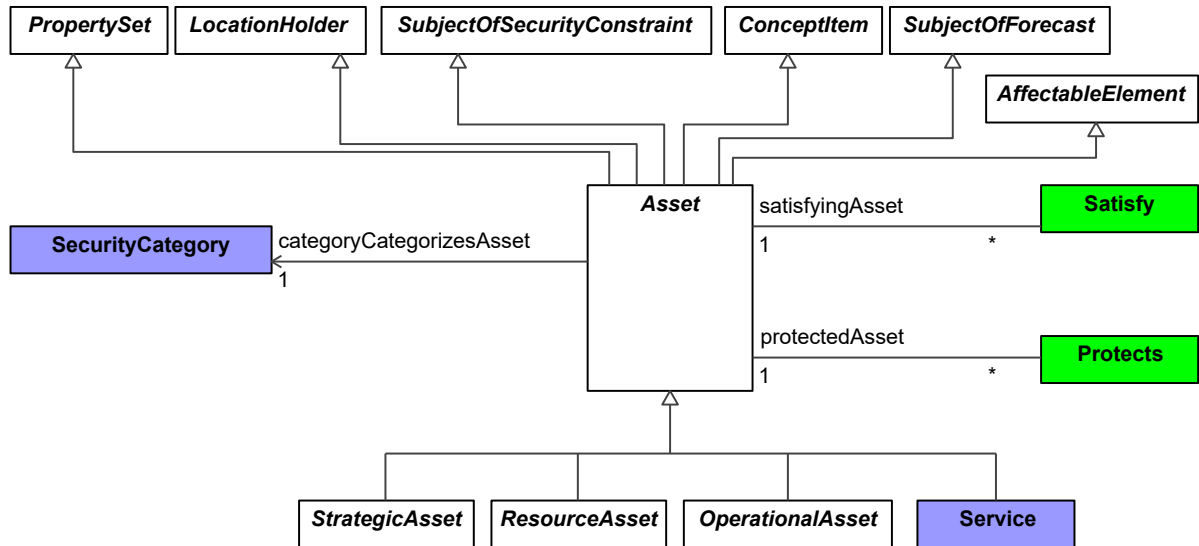 PropertySet
LocationHolder
SubjectOfSecurityConstraint
ConceptItem
SubjectOfForecast
AffectableElement
Asset
satisfyingAsset
Satisfy
1
*
SecurityCategory
categoryCategorizesAsset
1
protectedAsset
Protects
1
*
StrategicAsset
ResourceAsset
OperationalAsset
Service